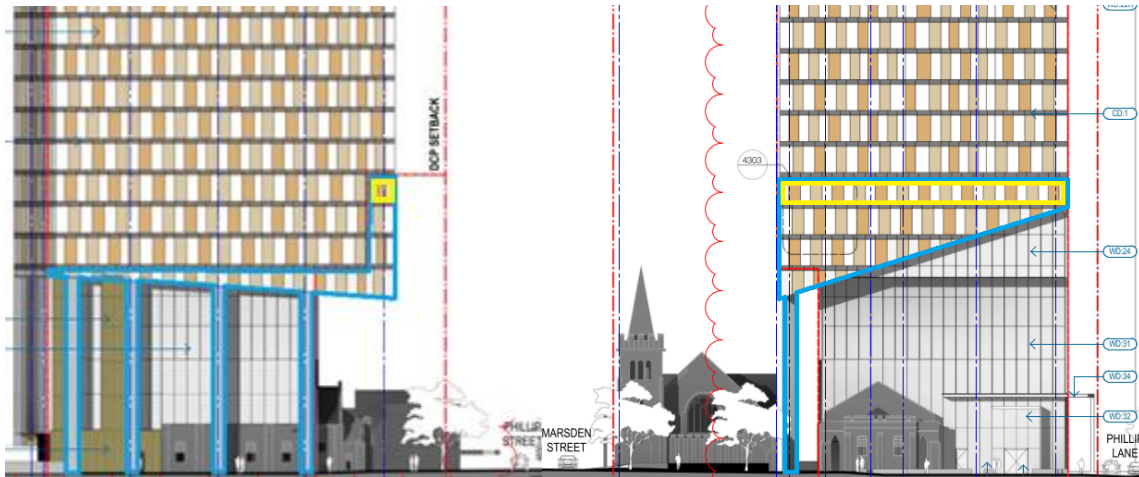 DCP SETBACK
PHILLIP
STREET
MARSDEN
STREET
4303
CD:1
WD:24
WD:31
WD:34
WD:32
PHILLIP
LANE